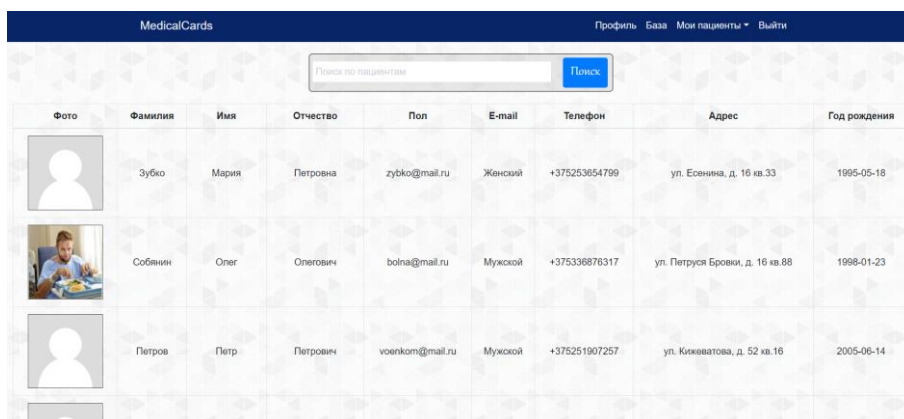 MedicalCards Профиль База Мои пациенты Выйти
Поиск по пациентам Поиск
Фото Фамилия Имя Отчество Пол E-mail Телефон Адрес Год рождения
Зубко Мария Петровна zybko@mail.ru Женский +375253654799 ул. Есенина, д. 16 кв.33 1995-05-18
Собянин Олег Олегович bolna@mail.ru Мужской +375336876317 ул. Петруся Бровки, д. 16 кв.88 1998-01-23
Петров Петр Петрович voenkom@mail.ru Мужской +375251907257 ул. Кижеватова, д. 52 кв.16 2005-06-14